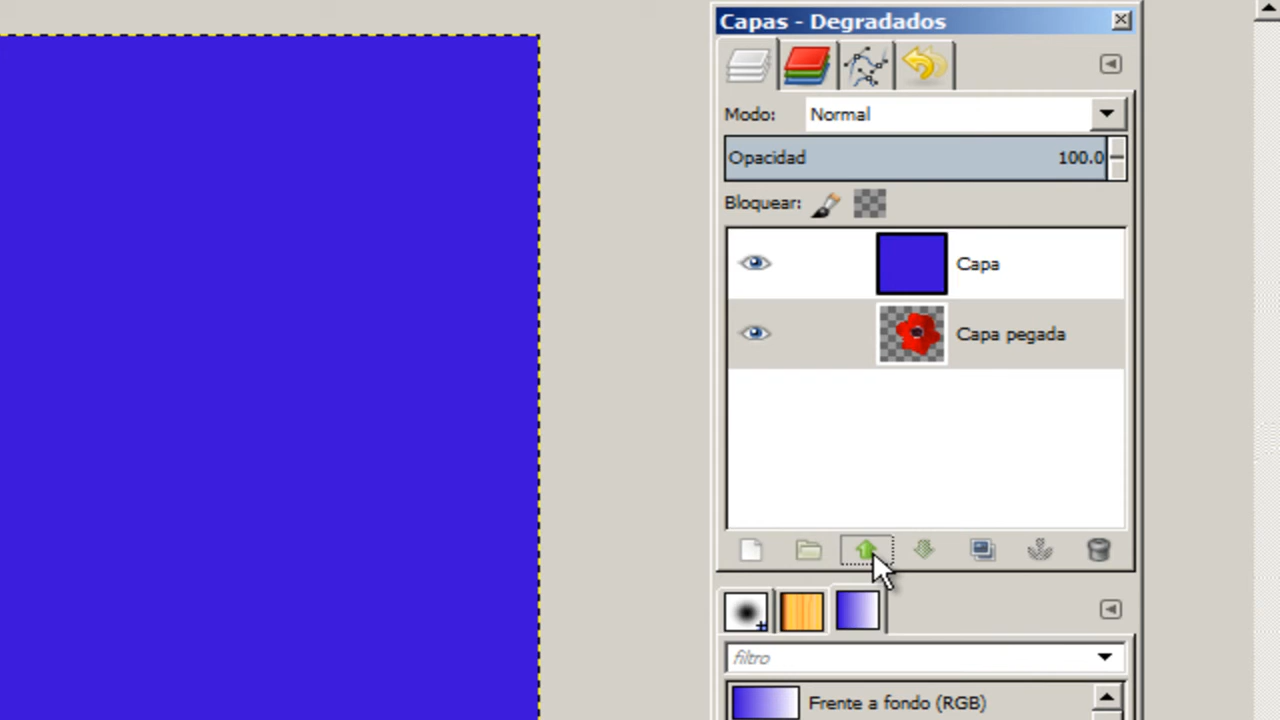 Capas - Degradados
Modo: Normal
Opacidad 100.0
Bloquear:
Capa
Capa pegada
filtro
Frente a fondo (RGB)